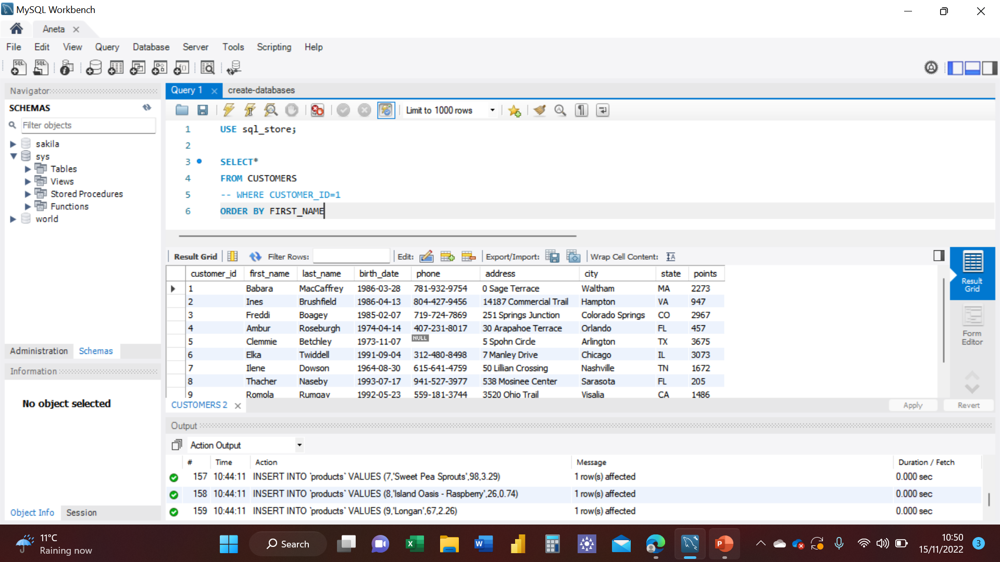 MySQL Workbench
Aneta
File Edit View Query Database Server Tools Scripting Help
Navigator
SCHEMAS
Filter objects
sakila
sys
Tables
Views
Stored Procedures
Functions
world
Administration Schemas
Information
No object selected
Object Info Session
Query 1 create-databases
Limit to 1000 rows
1 USE sql_store;
2
3 SELECT*
4 FROM CUSTOMERS
5 -- WHERE CUSTOMER_ID=1
6 ORDER BY FIRST_NAME
Result Grid Filter Rows: Edit: Export/Import: Wrap Cell Content:
customer_id first_name last_name birth_date phone address city state points
1 Babara MacCaffrey 1986-03-28 781-932-9754 0 Sage Terrace Waltham MA 2273
2 Ines Brushfield 1986-04-13 804-427-9456 14187 Commercial Trail Hampton VA 947
3 Freddi Boagey 1985-02-07 719-724-7869 251 Springs Junction Colorado Springs CO 2967
4 Ambur Roseburgh 1974-04-14 407-231-8017 30 Arapahoe Terrace Orlando FL 457
5 Clemmie Betchley 1973-11-07 NULL 5 Spohn Circle Arlington TX 3675
6 Elka Twiddell 1991-09-04 312-480-8498 7 Manley Drive Chicago IL 3073
7 Ilene Dowson 1964-08-30 615-641-4759 50 Lillian Crossing Nashville TN 1672
8 Thacher Naseby 1993-07-17 941-527-3977 538 Mosinee Center Sarasota FL 205
9 Romola Rumgay 1992-05-23 559-181-3744 3520 Ohio Trail Visalia CA 1486
Result Grid
Form Editor
CUSTOMERS 2
Apply Revert
Output
Action Output
# Time Action Message Duration / Fetch
157 10:44:11 INSERT INTO `products` VALUES (7,'Sweet Pea Sprouts',98,3.29) 1 row(s) affected 0.000 sec
158 10:44:11 INSERT INTO `products` VALUES (8,'Island Oasis - Raspberry',26,0.74) 1 row(s) affected 0.000 sec
159 10:44:11 INSERT INTO `products` VALUES (9,'Longan',67,2.26) 1 row(s) affected 0.000 sec
11°C
Raining now
Search
10:50
15/11/2022
3